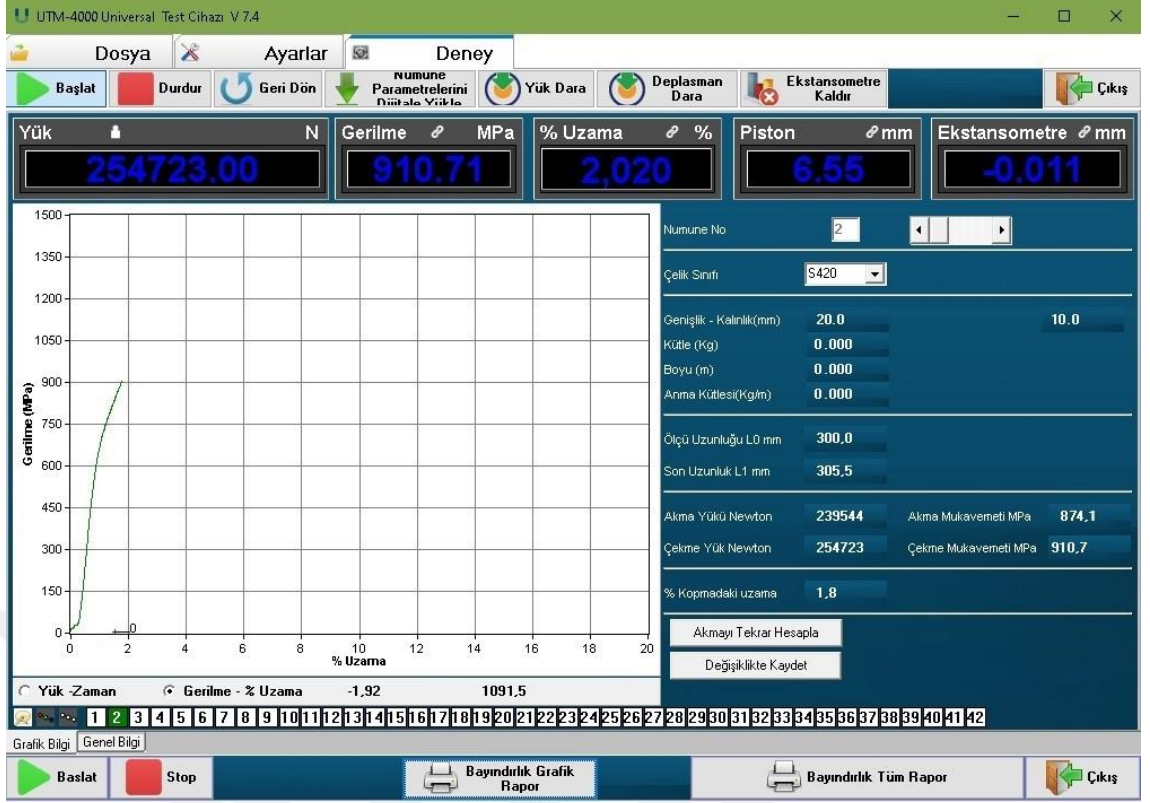 UTM-4000 Universal Test Cihazı V 7.4
Dosya Ayarlar Deney
Başlat Durdur Geri Dön Numune Parametrelerini Dijitale Yükle Yük Dara Deplasman Dara Ekstansometre Kaldır Çıkış
Yük N Gerilme MPa % Uzama % Piston mm Ekstansometre mm
254723.00 910.71 2,020 6.55 -0.011
1500
1350
1200
1050
900
750
600
450
300
150
0
Gerilme (MPa)
0
0 2 4 6 8 10 12 14 16 18 20
% Uzama
Numune No 2
Çelik Sınıfı S420
Genişlik - Kalınlık(mm) 20.0 10.0
Kütle (Kg) 0.000
Boyu (m) 0.000
Anma Kütlesi(Kg/m) 0.000
Ölçü Uzunluğu L0 mm 300,0
Son Uzunluk L1 mm 305,5
Akma Yükü Newton 239544 Akma Mukavemeti MPa 874,1
Çekme Yük Newton 254723 Çekme Mukavemeti MPa 910,7
% Kopmadaki uzama 1,8
Akmayı Tekrar Hesapla
Değişiklikte Kaydet
Yük -Zaman Gerilme - % Uzama -1,92 1091,5
1 2 3 4 5 6 7 8 9 10 11 12 13 14 15 16 17 18 19 20 21 22 23 24 25 26 27 28 29 30 31 32 33 34 35 36 37 38 39 40 41 42
Grafik Bilgi Genel Bilgi
Baslat Stop Bayındırlık Grafik Rapor Bayındırlık Tüm Rapor Çıkış